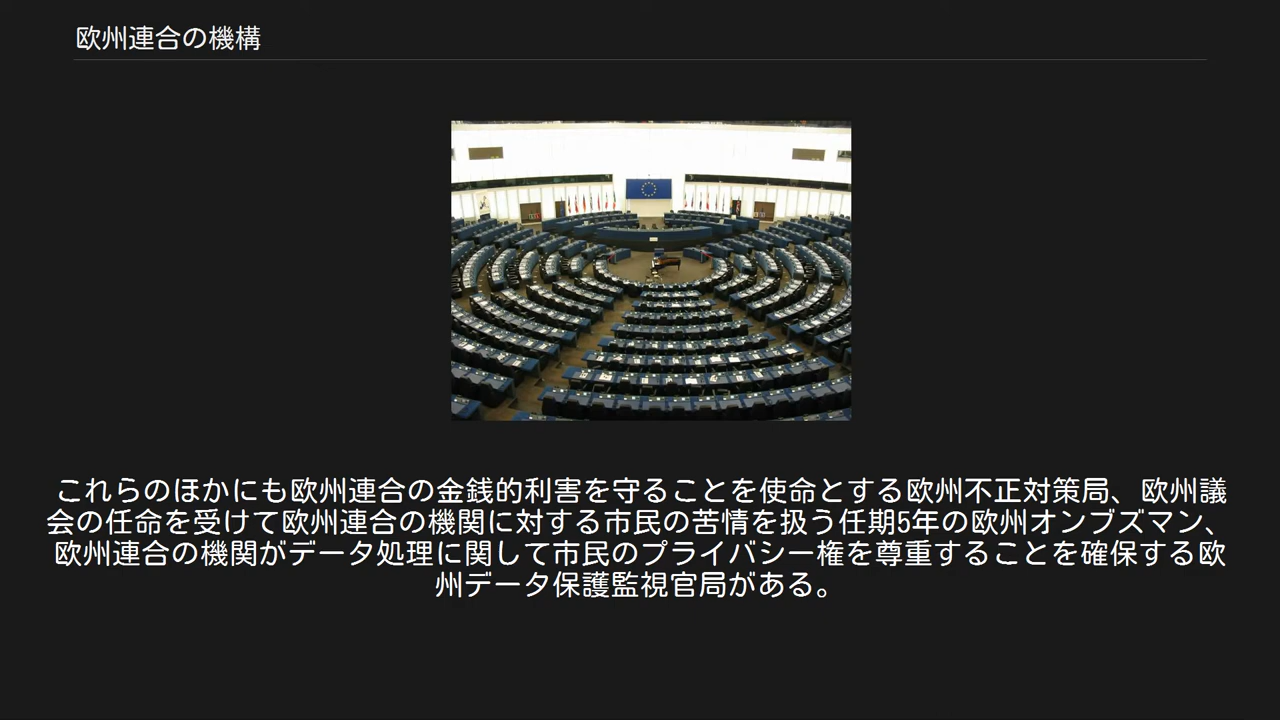 欧州連合の機構
これらのほかにも欧州連合の金銭的利害を守ることを使命とする欧州不正対策局、欧州議
会の任命を受けて欧州連合の機関に対する市民の苦情を扱う任期5年の欧州オンブズマン、
欧州連合の機関がデータ処理に関して市民のプライバシー権を尊重することを確保する欧
州データ保護監視官局がある。